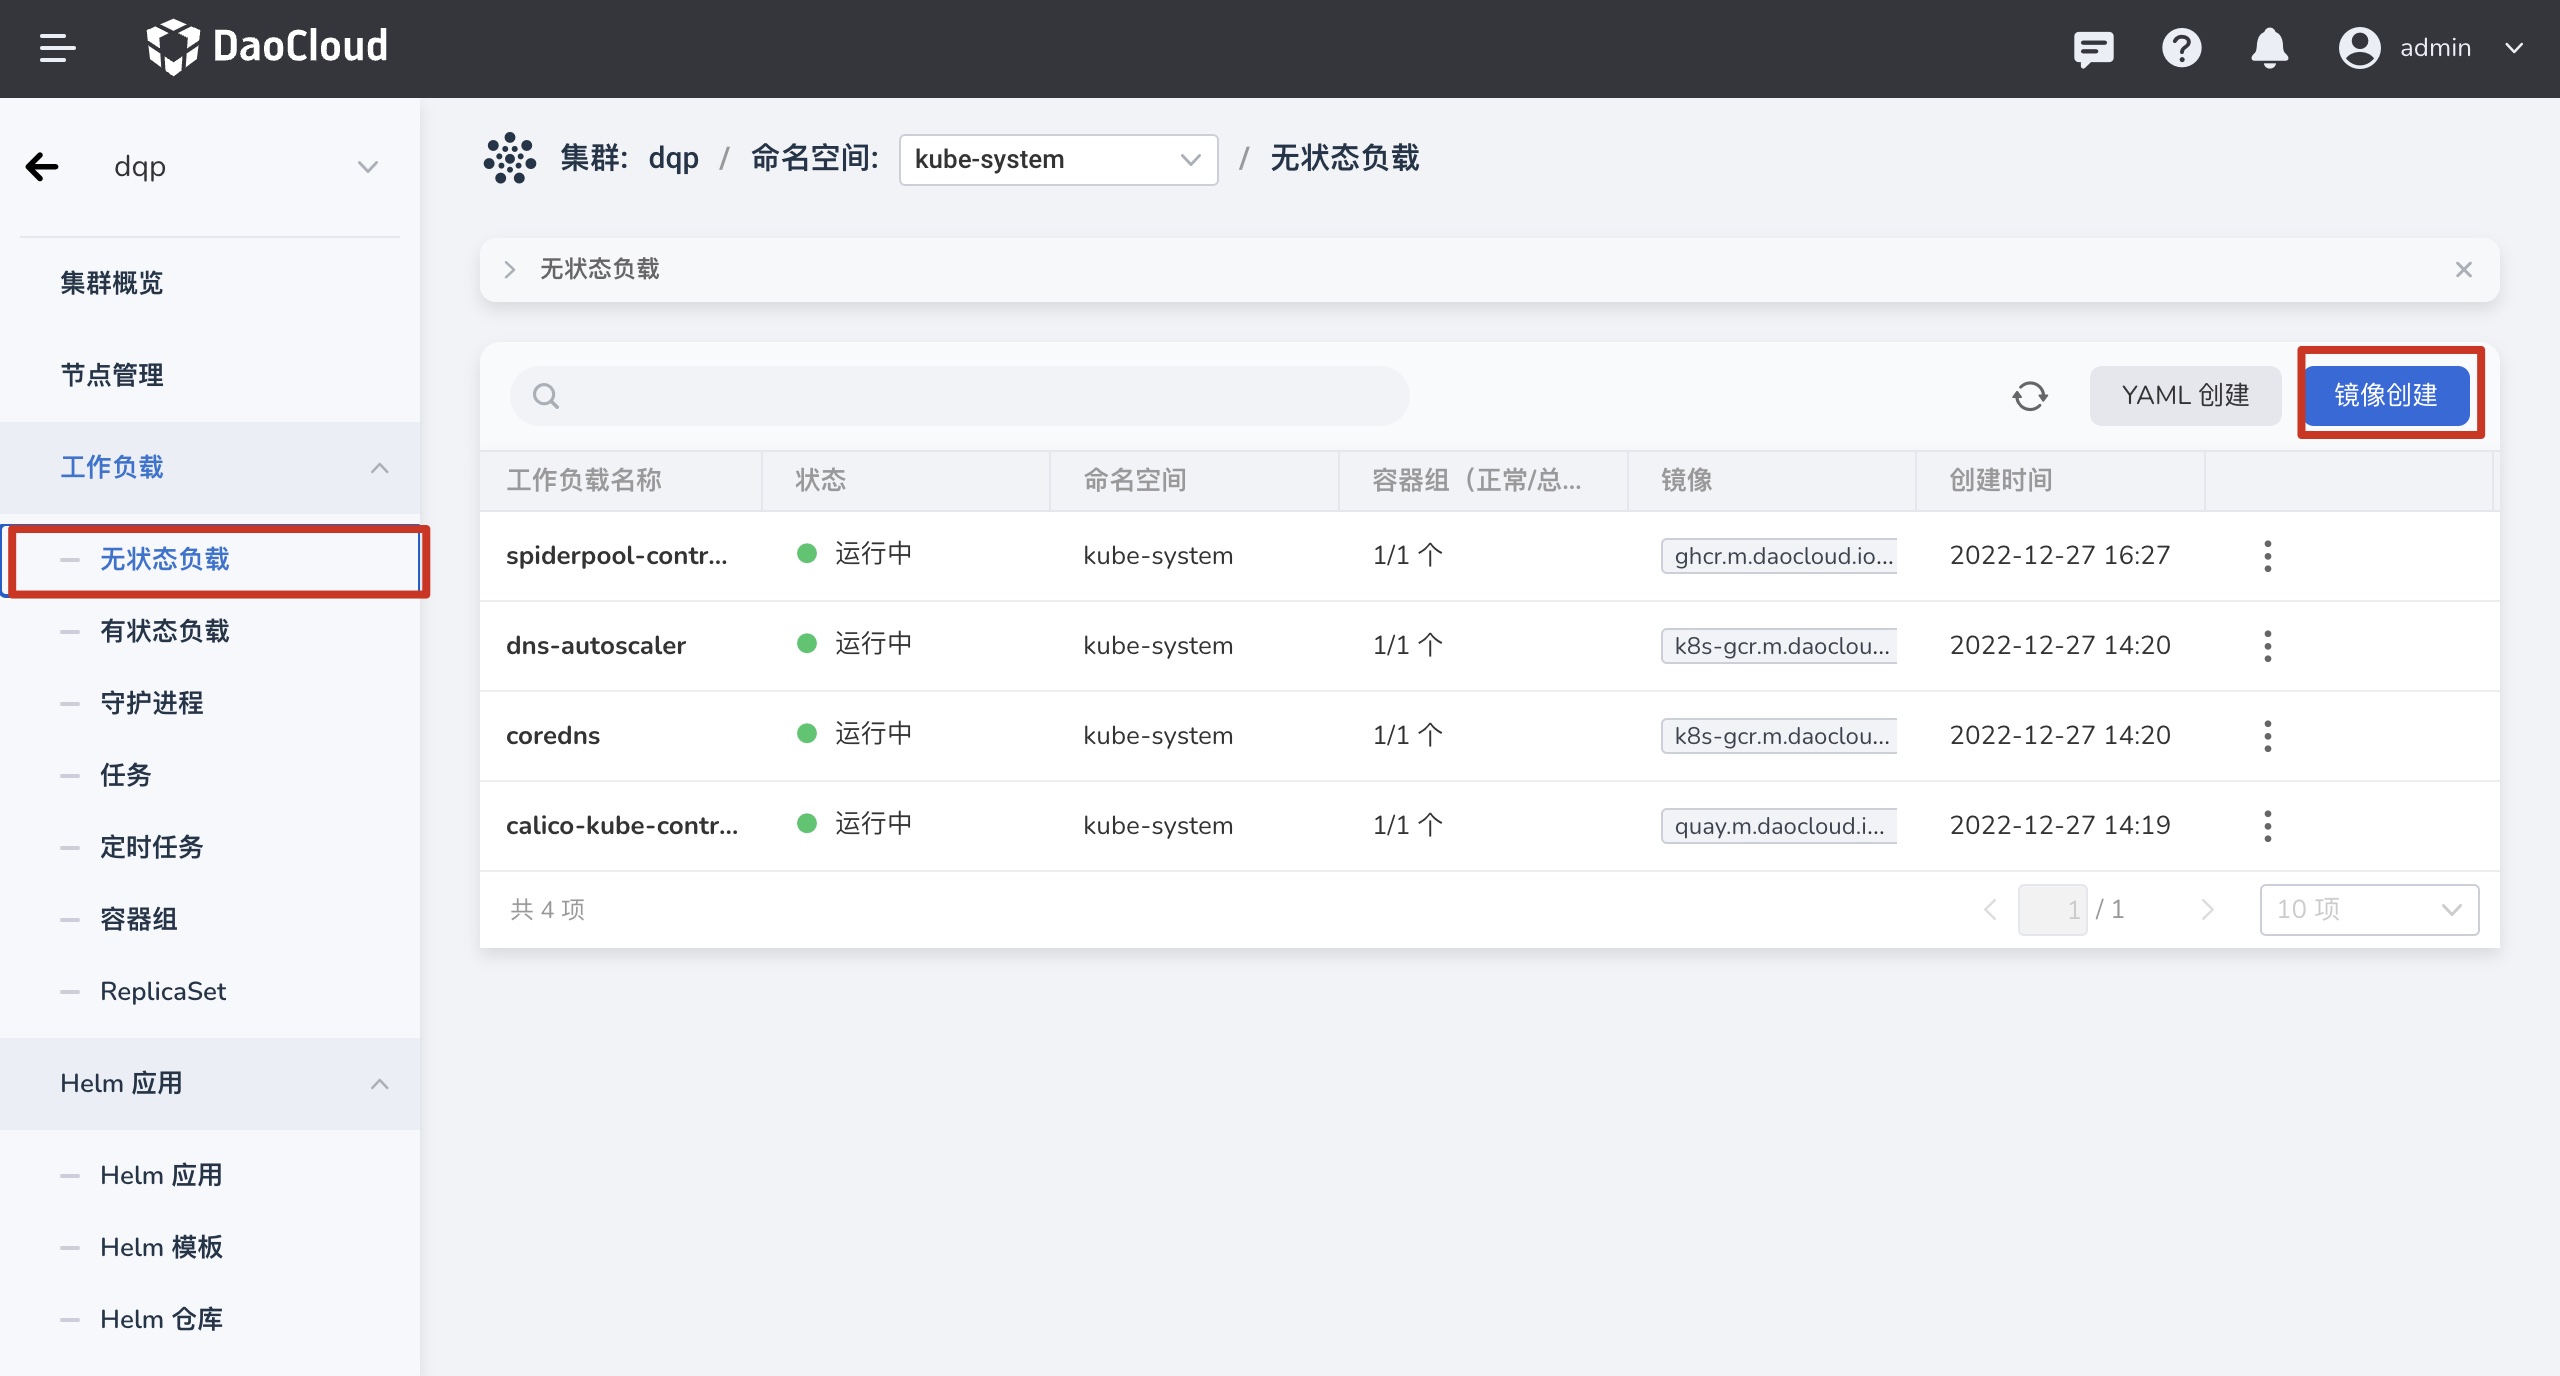 DaoCloud
admin
dqp
集群概览
节点管理
工作负载
无状态负载
有状态负载
守护进程
任务
定时任务
容器组
ReplicaSet
Helm 应用
Helm 应用
Helm 模板
Helm 仓库
集群: dqp / 命名空间: kube-system / 无状态负载
无状态负载
YAML 创建 镜像创建
工作负载名称 状态 命名空间 容器组（正常/总... 镜像 创建时间
spiderpool-contr... 运行中 kube-system 1/1 个 ghcr.m.daocloud.io... 2022-12-27 16:27
dns-autoscaler 运行中 kube-system 1/1 个 k8s-gcr.m.daoclou... 2022-12-27 14:20
coredns 运行中 kube-system 1/1 个 k8s-gcr.m.daoclou... 2022-12-27 14:20
calico-kube-contr... 运行中 kube-system 1/1 个 quay.m.daocloud.i... 2022-12-27 14:19
共 4 项 1 / 1 10 项